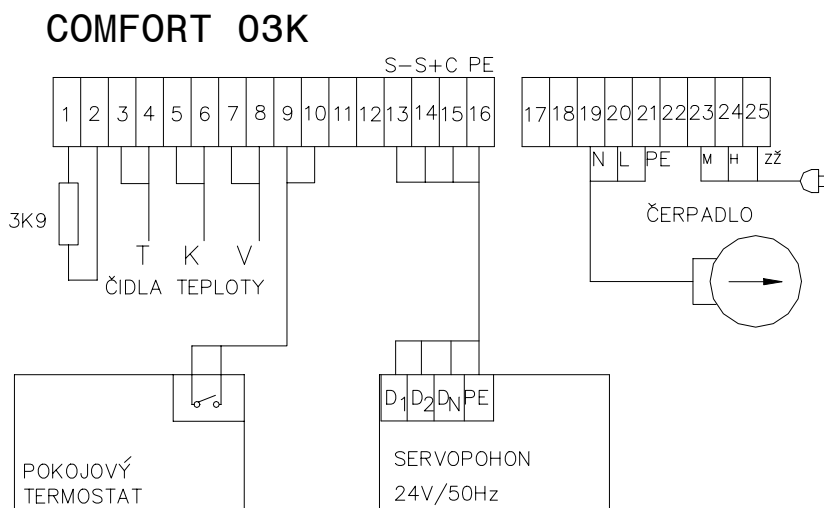 COMFORT 03K
S- S+ C PE
1 2 3 4 5 6 7 8 9 10 11 12 13 14 15 16 17 18 19 20 21 22 23 24 25
N L PE M H ZŽ
3K9
ČERPADLO
T K V
ČIDLA TEPLOTY
D1 D2 DN PE
POKOJOVÝ
TERMOSTAT
SERVOPOHON
24V/50Hz